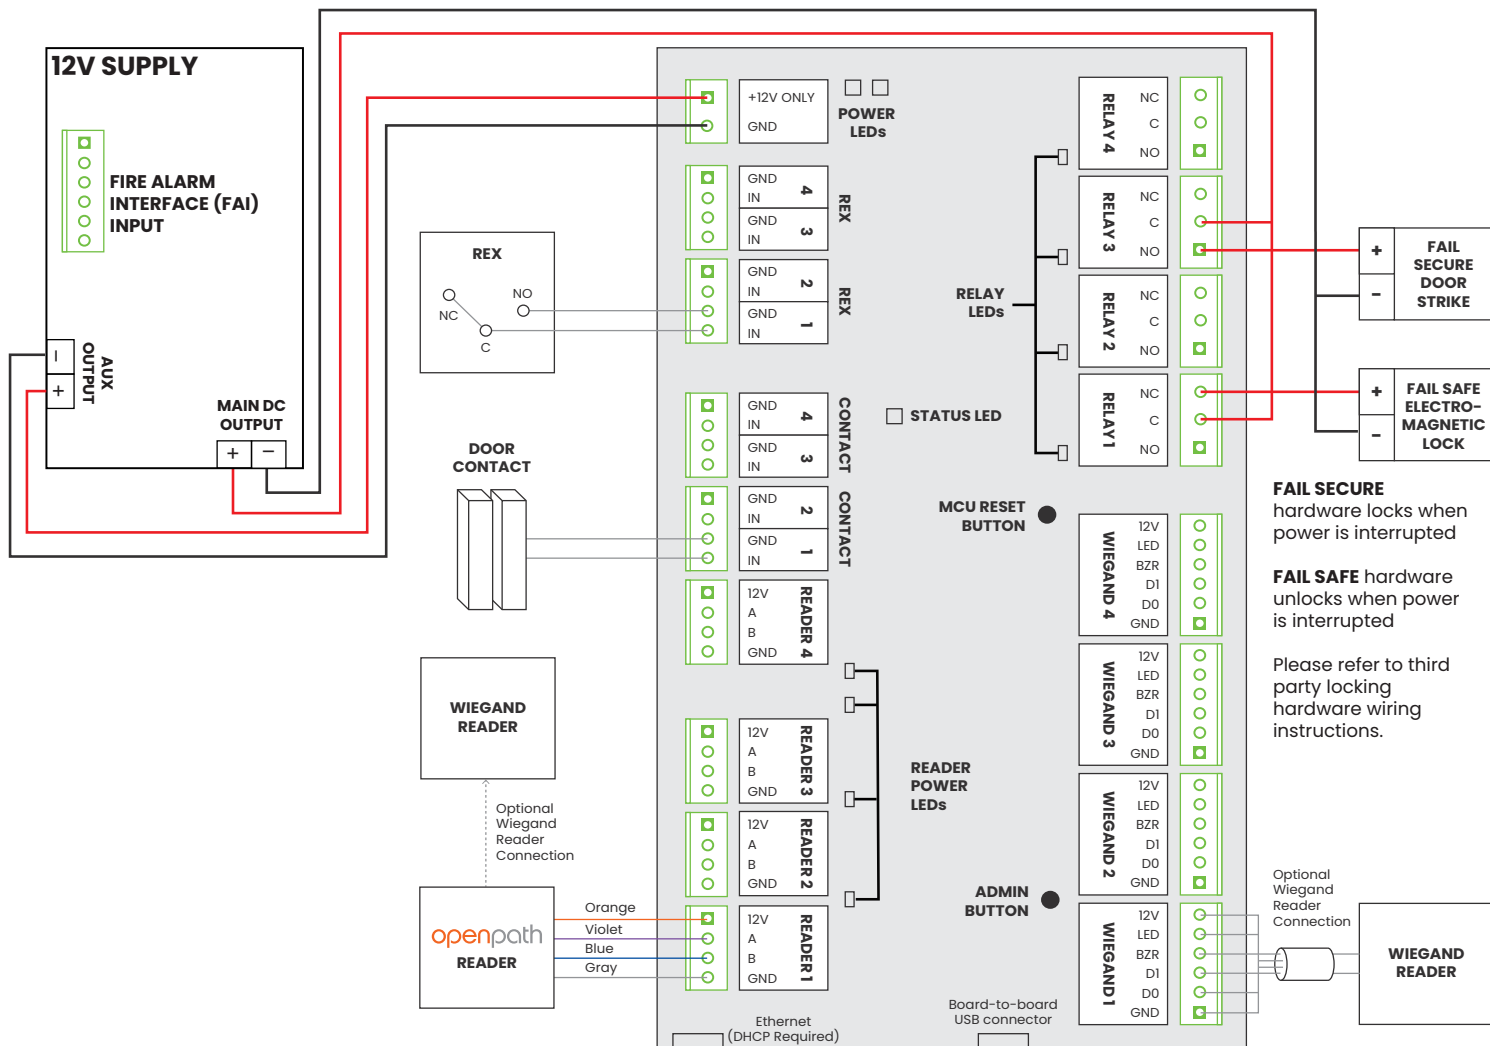 12V SUPPLY
FIRE ALARM
INTERFACE (FAI)
INPUT
AUX
OUTPUT
–
+
MAIN DC
OUTPUT
+
–
REX
NC
NO
C
DOOR
CONTACT
WIEGAND
READER
Optional
Wiegand
Reader
Connection
openpath
READER
Orange
Violet
Blue
Gray
+12V ONLY
GND
POWER
LEDs
GND
IN
4
GND
IN
3
REX
GND
IN
2
GND
IN
1
REX
GND
IN
4
GND
IN
3
CONTACT
GND
IN
2
GND
IN
1
CONTACT
12V
A
B
GND
READER 4
12V
A
B
GND
READER 3
12V
A
B
GND
READER 2
12V
A
B
GND
READER 1
READER
POWER
LEDs
Ethernet
(DHCP Required)
RELAY
LEDs
STATUS LED
MCU RESET
BUTTON
ADMIN
BUTTON
Board-to-board
USB connector
RELAY 4
NC
C
NO
RELAY 3
NC
C
NO
RELAY 2
NC
C
NO
RELAY 1
NC
C
NO
WIEGAND 4
12V
LED
BZR
D1
D0
GND
WIEGAND 3
12V
LED
BZR
D1
D0
GND
WIEGAND 2
12V
LED
BZR
D1
D0
GND
WIEGAND 1
12V
LED
BZR
D1
D0
GND
+
–
FAIL
SECURE
DOOR
STRIKE
+
–
FAIL SAFE
ELECTRO-
MAGNETIC
LOCK
FAIL SECURE
hardware locks when
power is interrupted
FAIL SAFE hardware
unlocks when power
is interrupted
Please refer to third
party locking
hardware wiring
instructions.
Optional
Wiegand
Reader
Connection
WIEGAND
READER